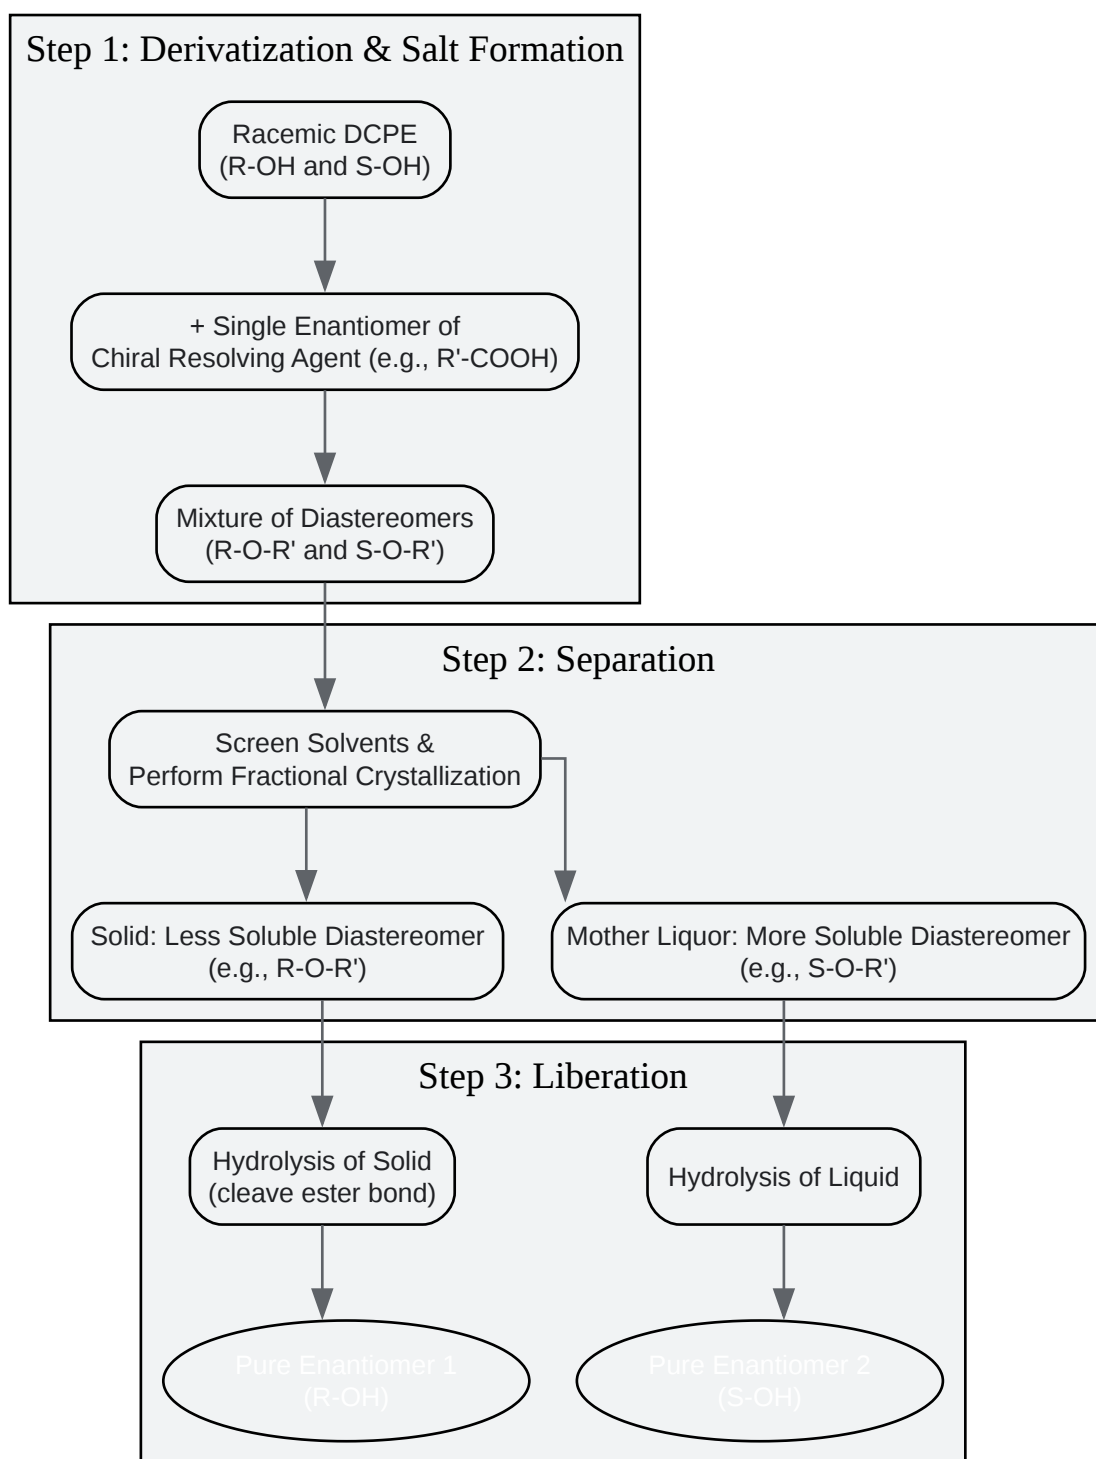 Step 1: Derivatization & Salt Formation
Racemic DCPE
(R-OH and S-OH)
+ Single Enantiomer of
Chiral Resolving Agent (e.g., R'-COOH)
Mixture of Diastereomers
(R-O-R' and S-O-R')
Step 2: Separation
Screen Solvents &
Perform Fractional Crystallization
Solid: Less Soluble Diastereomer
(e.g., R-O-R')
Mother Liquor: More Soluble Diastereomer
(e.g., S-O-R')
Step 3: Liberation
Hydrolysis of Solid
(cleave ester bond)
Hydrolysis of Liquid
Pure Enantiomer 1
(R-OH)
Pure Enantiomer 2
(S-OH)